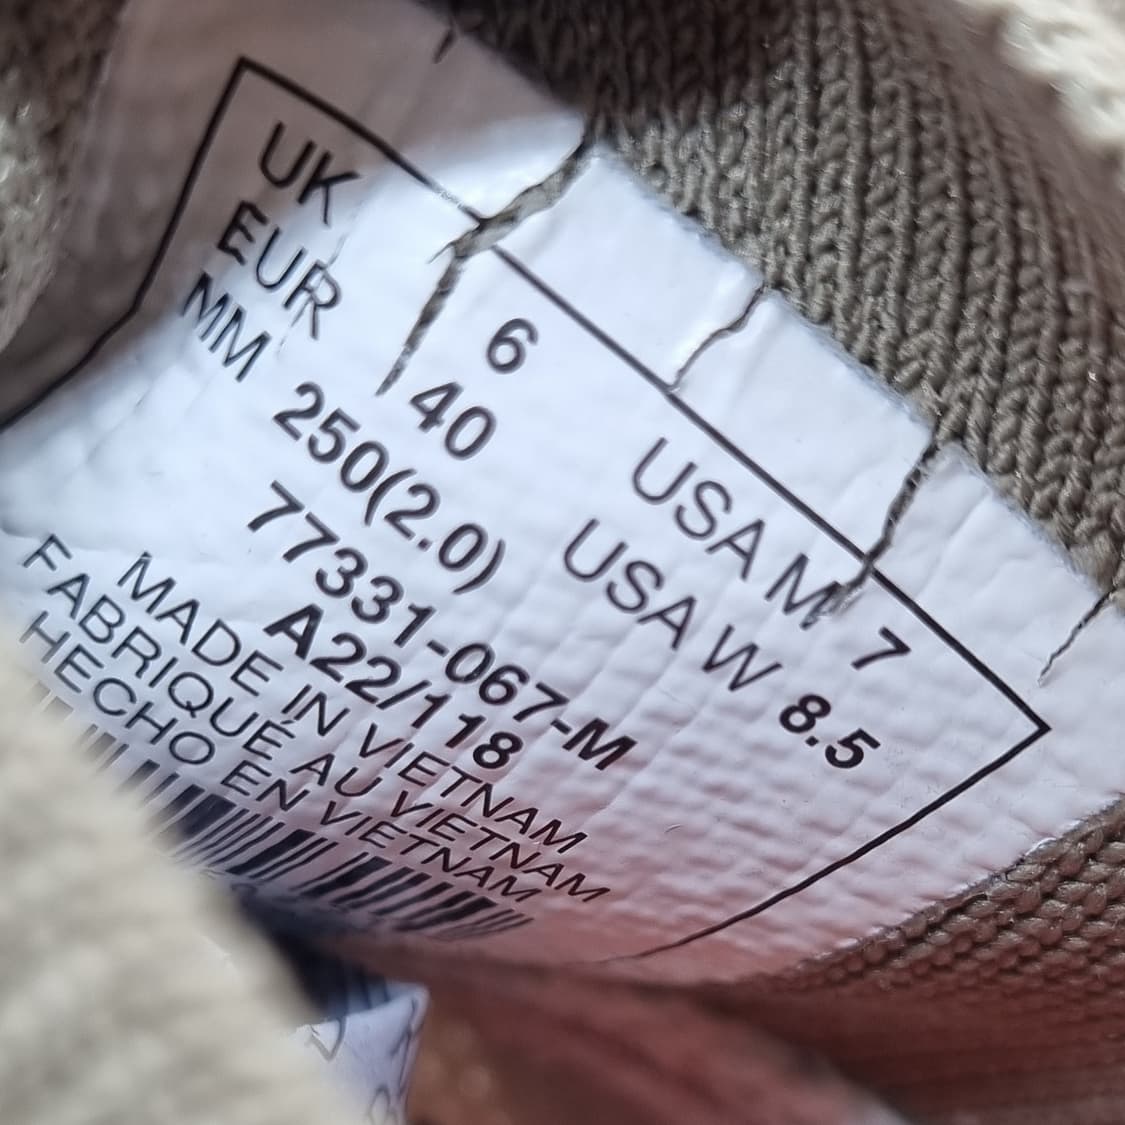 UK 6 USA M 7
EUR 40 USA W 8.5
MM 250(2.0)
77331-067-M
A22/118
MADE IN VIETNAM
FABRIQUÉ AU VIETNAM
HECHO EN VIETNAM